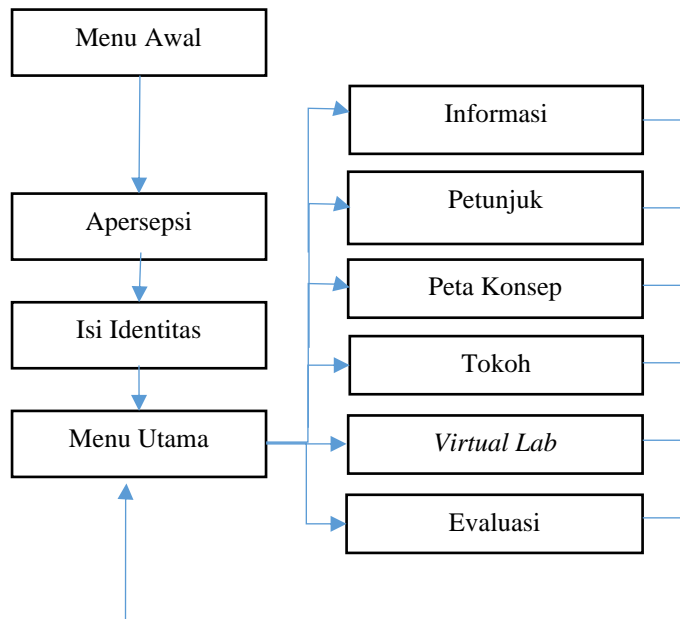 Menu Awal
Apersepsi
Isi Identitas
Menu Utama
Informasi
Petunjuk
Peta Konsep
Tokoh
Virtual Lab
Evaluasi